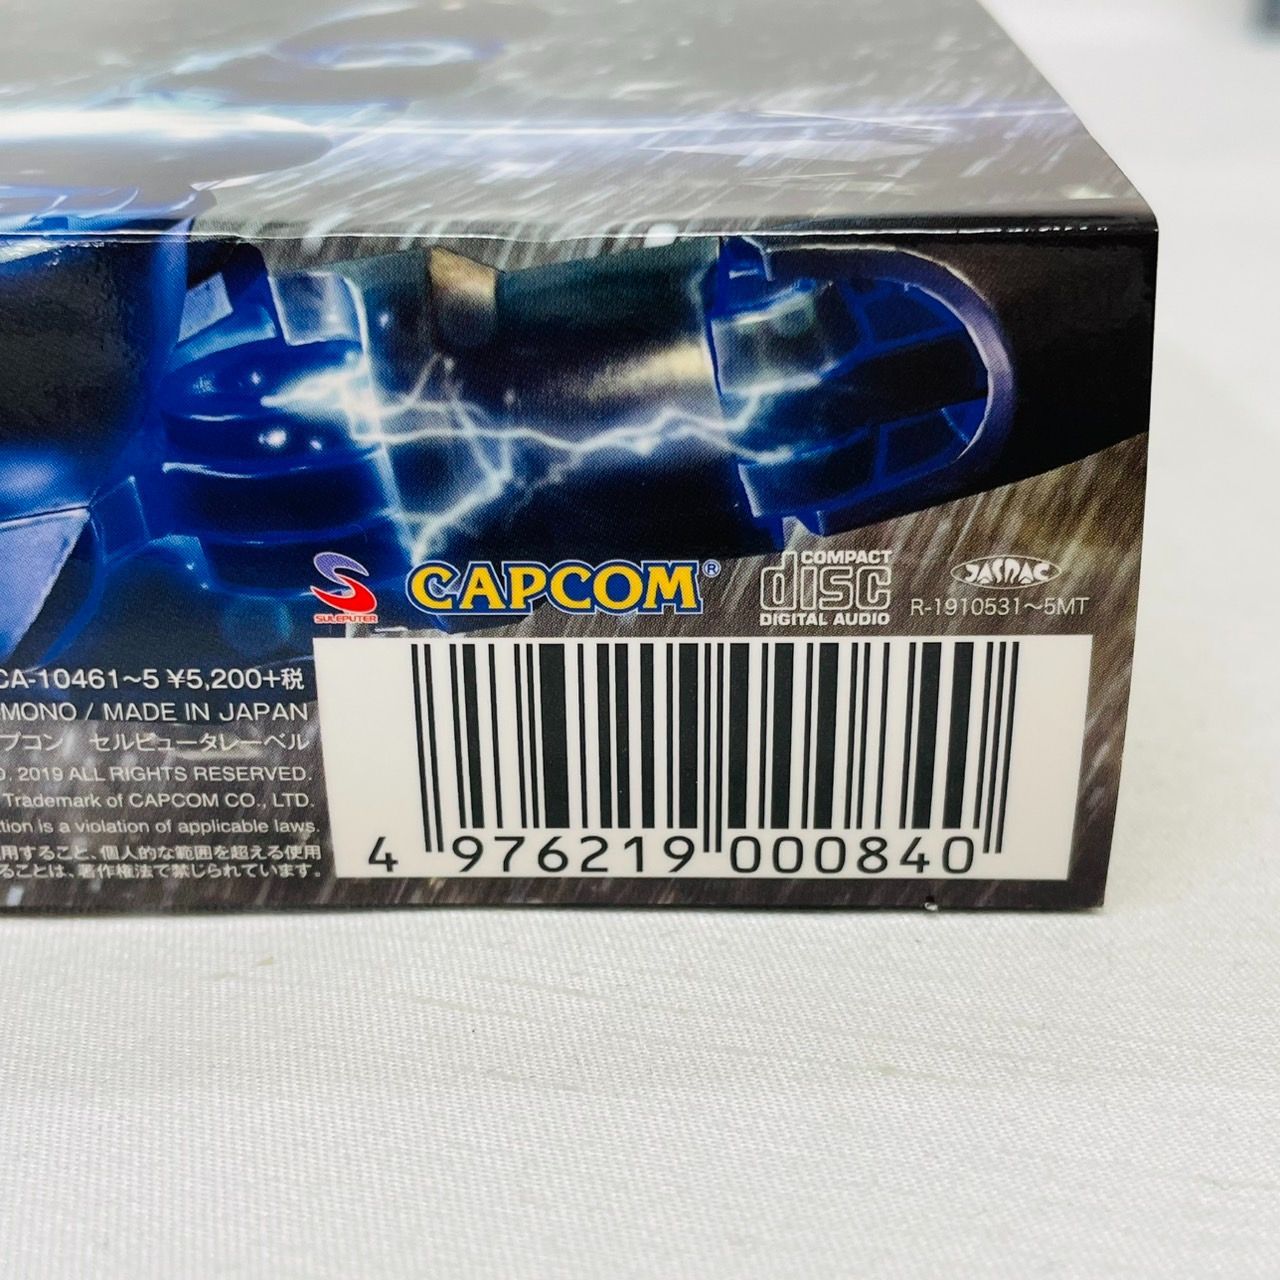 SULEPUTER
CAPCOM®
COMPACT
disc
DIGITAL AUDIO
JASRAC
R-1910531～5MT
CA-10461~5 ¥5,200+税
MONO / MADE IN JAPAN
プコン セルピュータレーベル
2019 ALL RIGHTS RESERVED.
Trademark of CAPCOM CO., LTD.
tion is a violation of applicable laws.
用すること、個人的な範囲を超える使用
ることは、著作権法で禁じられています。
4 976219 000840